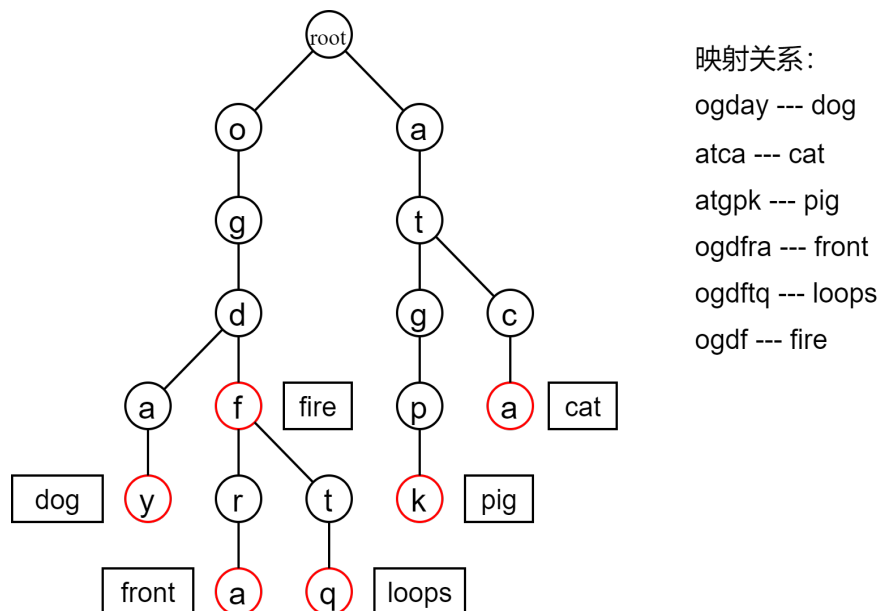 root
o a
g t
d g c
a f fire p a cat
dog y r t k pig
front a q loops
映射关系：
ogday --- dog
atca --- cat
atgpk --- pig
ogdfra --- front
ogdftq --- loops
ogdf --- fire